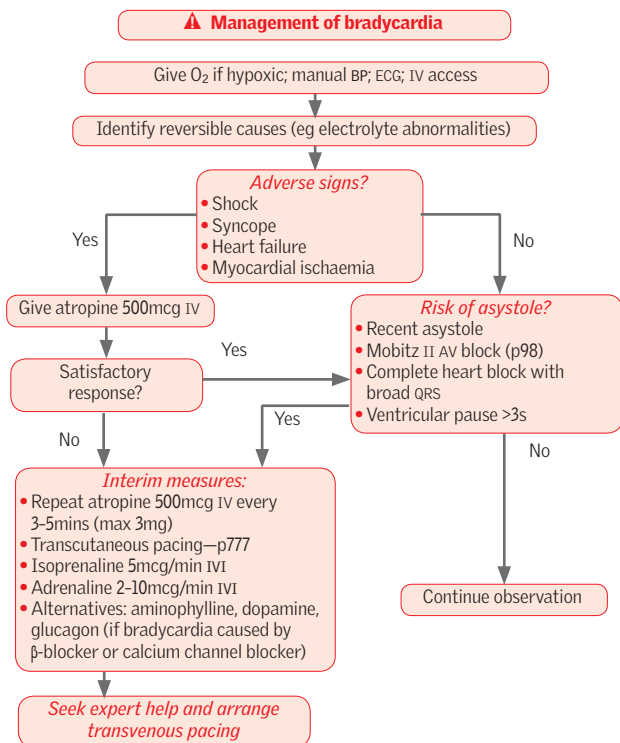 ⚠ Management of bradycardia
Give O₂ if hypoxic; manual BP; ECG; IV access
Identify reversible causes (eg electrolyte abnormalities)
Adverse signs?
• Shock
• Syncope
• Heart failure
• Myocardial ischaemia
Yes
No
Give atropine 500mcg IV
Risk of asystole?
• Recent asystole
• Mobitz II AV block (p98)
• Complete heart block with
broad QRS
• Ventricular pause >3s
Satisfactory
response?
Yes
Yes
No
No
Interim measures:
• Repeat atropine 500mcg IV every
3–5mins (max 3mg)
• Transcutaneous pacing—p777
• Isoprenaline 5mcg/min IVI
• Adrenaline 2–10mcg/min IVI
• Alternatives: aminophylline, dopamine,
glucagon (if bradycardia caused by
β-blocker or calcium channel blocker)
Continue observation
Seek expert help and arrange
transvenous pacing